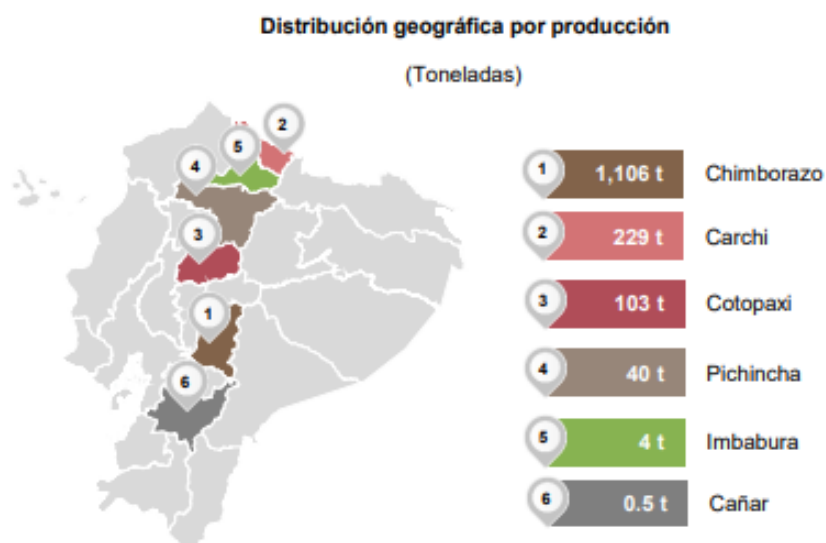 Distribución geográfica por producción
(Toneladas)
2
5
4
3
1
6
1 1,106 t Chimborazo
2 229 t Carchi
3 103 t Cotopaxi
4 40 t Pichincha
5 4 t Imbabura
6 0.5 t Cañar